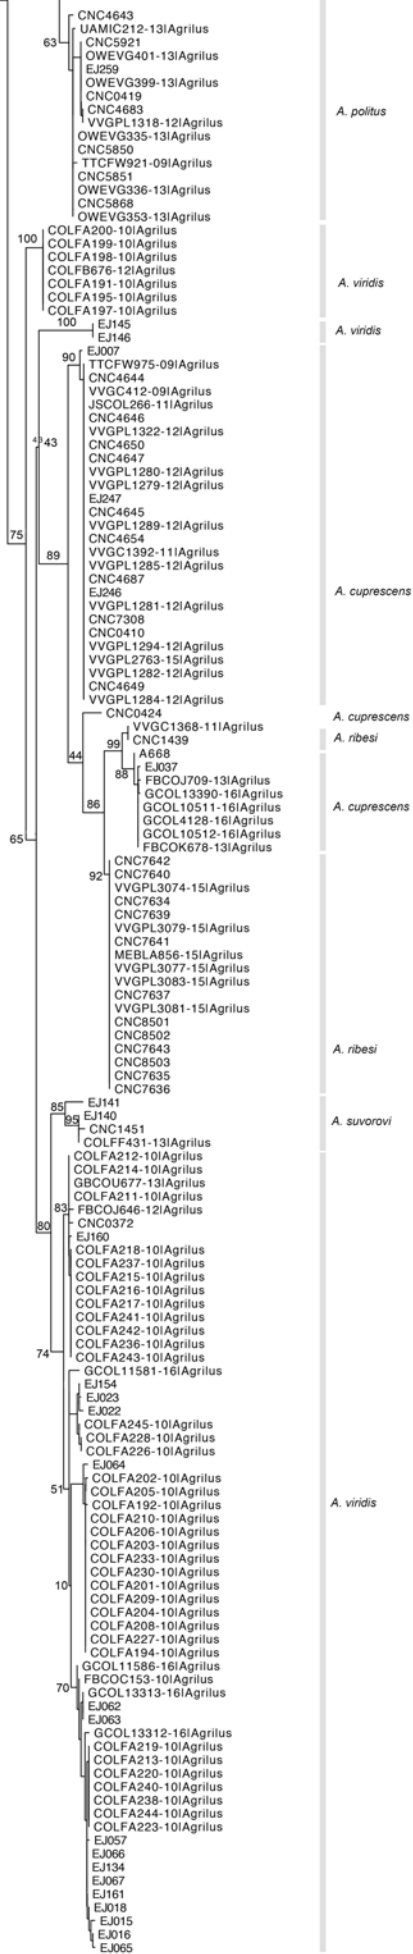 CNC4643
UAMIC212-13|Agrilus
63
CNC5921
OWEVG401-13|Agrilus
EJ259
OWEVG399-13|Agrilus
CNC0419
CNC4683
A. politus
VVGPL1318-12|Agrilus
OWEVG335-13|Agrilus
CNC5850
TTCFW921-09|Agrilus
CNC5851
OWEVG336-13|Agrilus
CNC5868
OWEVG353-13|Agrilus
COLFA200-10|Agrilus
100
COLFA199-10|Agrilus
COLFA198-10|Agrilus
COLFB676-12|Agrilus
COLFA191-10|Agrilus
A. viridis
COLFA195-10|Agrilus
COLFA197-10|Agrilus
100
EJ145
A. viridis
EJ146
EJ007
90
TTCFW975-09|Agrilus
CNC4644
VVGC412-09|Agrilus
JSCOL266-11|Agrilus
CNC4646
VVGPL1322-12|Agrilus
43
CNC4650
CNC4647
VVGPL1280-12|Agrilus
VVGPL1279-12|Agrilus
EJ247
CNC4645
VVGPL1289-12|Agrilus
75
CNC4654
VVGC1392-11|Agrilus
89
VVGPL1285-12|Agrilus
CNC4687
EJ246
A. cuprescens
VVGPL1281-12|Agrilus
CNC7308
CNC0410
VVGPL1294-12|Agrilus
VVGPL2763-15|Agrilus
VVGPL1282-12|Agrilus
CNC4649
VVGPL1284-12|Agrilus
CNC0424
A. cuprescens
VVGC1368-11|Agrilus
99
CNC1439
A. ribesi
44
A668
EJ037
88
FBCOJ709-13|Agrilus
GCOL13390-16|Agrilus
86
GCOL10511-16|Agrilus
A. cuprescens
GCOL4128-16|Agrilus
GCOL10512-16|Agrilus
65
FBCOK678-13|Agrilus
CNC7642
92
CNC7640
VVGPL3074-15|Agrilus
CNC7634
CNC7639
VVGPL3079-15|Agrilus
CNC7641
MEBLA856-15|Agrilus
VVGPL3077-15|Agrilus
VVGPL3083-15|Agrilus
CNC7637
VVGPL3081-15|Agrilus
CNC8501
CNC8502
CNC7643
A. ribesi
CNC8503
CNC7635
CNC7636
85
EJ141
95
EJ140
A. suvorovi
CNC1451
COLFF431-13|Agrilus
COLFA212-10|Agrilus
COLFA214-10|Agrilus
GBCOU677-13|Agrilus
COLFA211-10|Agrilus
83
FBCOJ646-12|Agrilus
80
CNC0372
EJ160
COLFA218-10|Agrilus
COLFA237-10|Agrilus
COLFA215-10|Agrilus
COLFA216-10|Agrilus
COLFA217-10|Agrilus
COLFA241-10|Agrilus
COLFA242-10|Agrilus
COLFA236-10|Agrilus
74
COLFA243-10|Agrilus
GCOL11581-16|Agrilus
EJ154
EJ023
EJ022
COLFA245-10|Agrilus
COLFA228-10|Agrilus
COLFA226-10|Agrilus
EJ064
COLFA202-10|Agrilus
51
COLFA205-10|Agrilus
COLFA192-10|Agrilus
A. viridis
COLFA210-10|Agrilus
COLFA206-10|Agrilus
COLFA203-10|Agrilus
COLFA233-10|Agrilus
COLFA230-10|Agrilus
10
COLFA201-10|Agrilus
COLFA209-10|Agrilus
COLFA204-10|Agrilus
COLFA208-10|Agrilus
COLFA227-10|Agrilus
COLFA194-10|Agrilus
GCOL11586-16|Agrilus
70
FBCOC153-10|Agrilus
GCOL13313-16|Agrilus
EJ062
EJ063
GCOL13312-16|Agrilus
COLFA219-10|Agrilus
COLFA213-10|Agrilus
COLFA220-10|Agrilus
COLFA240-10|Agrilus
COLFA238-10|Agrilus
COLFA244-10|Agrilus
COLFA223-10|Agrilus
EJ057
EJ066
EJ134
EJ067
EJ161
EJ018
EJ015
EJ016
EJ065